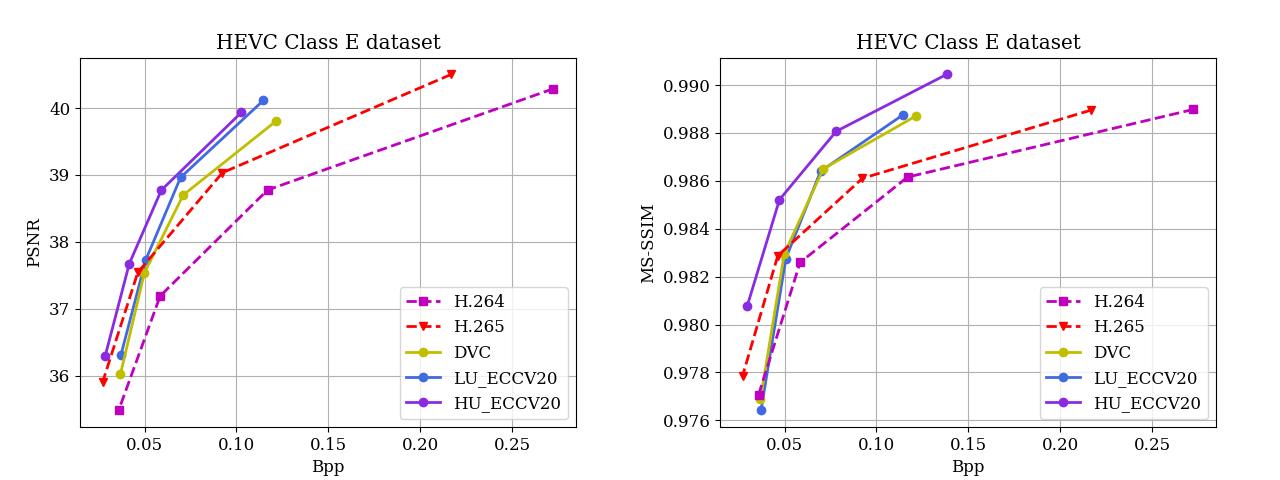 HEVC Class E dataset
PSNR
40
39
38
37
36
0.05 0.10 0.15 0.20 0.25
Bpp
H.264
H.265
DVC
LU_ECCV20
HU_ECCV20
HEVC Class E dataset
MS-SSIM
0.990
0.988
0.986
0.984
0.982
0.980
0.978
0.976
0.05 0.10 0.15 0.20 0.25
Bpp
H.264
H.265
DVC
LU_ECCV20
HU_ECCV20